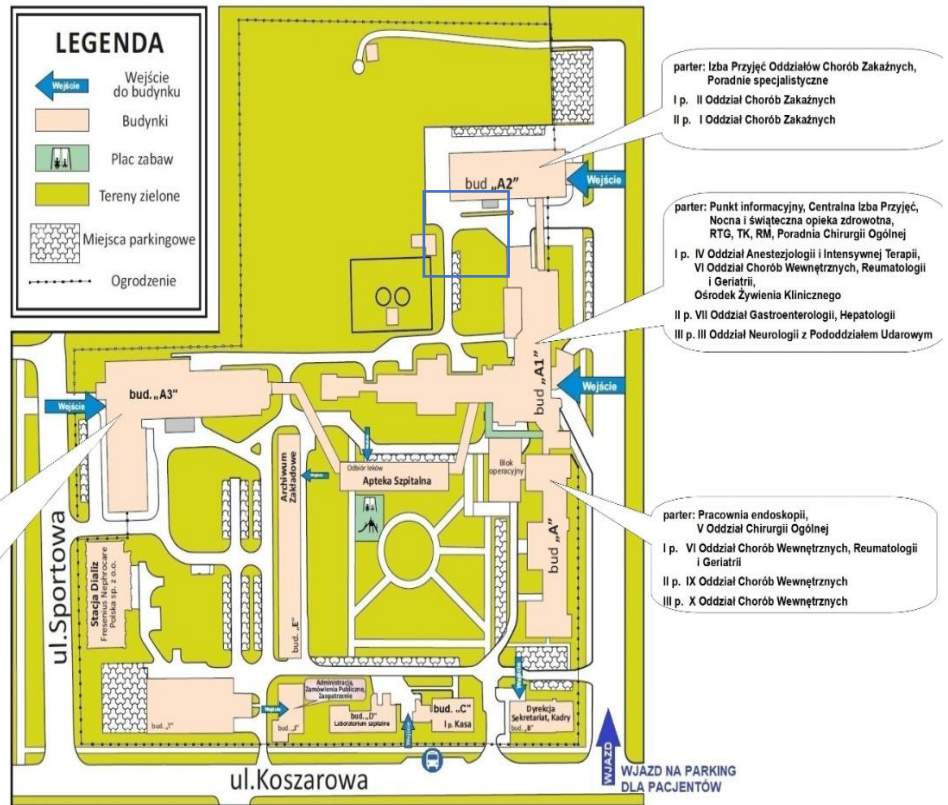 LEGENDA
Wejście
Wejście
do budynku
Budynki
Plac zabaw
Tereny zielone
Miejsca parkingowe
Ogrodzenie
parter: Izba Przyjęć Oddziałów Chorób Zakaźnych,
Poradnie specjalistyczne
I p. II Oddział Chorób Zakaźnych
II p. I Oddział Chorób Zakaźnych
bud „A2"
Wejście
parter: Punkt informacyjny, Centralna Izba Przyjęć,
Nocna i świąteczna opieka zdrowotna,
RTG, TK, RM, Poradnia Chirurgii Ogólnej
I p. IV Oddział Anestezjologii i Intensywnej Terapii,
VI Oddział Chorób Wewnętrznych, Reumatologii
i Geriatrii,
Ośrodek Żywienia Klinicznego
II p. VII Oddział Gastroenterologii, Hepatologii
III p. III Oddział Neurologii z Pododdziałem Udarowym
bud „A1"
Wejście
bud. „A3"
Wejście
Wejście
Odbiór leków
Apteka Szpitalna
Archiwum
Zakładowe
bud. „E"
Wejście
Blok
operacyjny
bud „A"
parter: Pracownia endoskopii,
V Oddział Chirurgii Ogólnej
I p. VI Oddział Chorób Wewnętrznych, Reumatologii
i Geriatrii
II p. IX Oddział Chorób Wewnętrznych
III p. X Oddział Chorób Wewnętrznych
ul.Sportowa
Stacja Dializ
Fresenius Nephrocare
Polska sp. z o.o.
Administracja,
Zamówienia Publiczne,
Zaopatrzenie
Wejście
bud. „D"
Laboratorium szpitalne
Wejście
bud. „C"
I p. Kasa
Wejście
Dyrekcja
Sekretariat, Kadry
bud. „B"
ul.Koszarowa
WJAZD
WJAZD NA PARKING
DLA PACJENTÓW